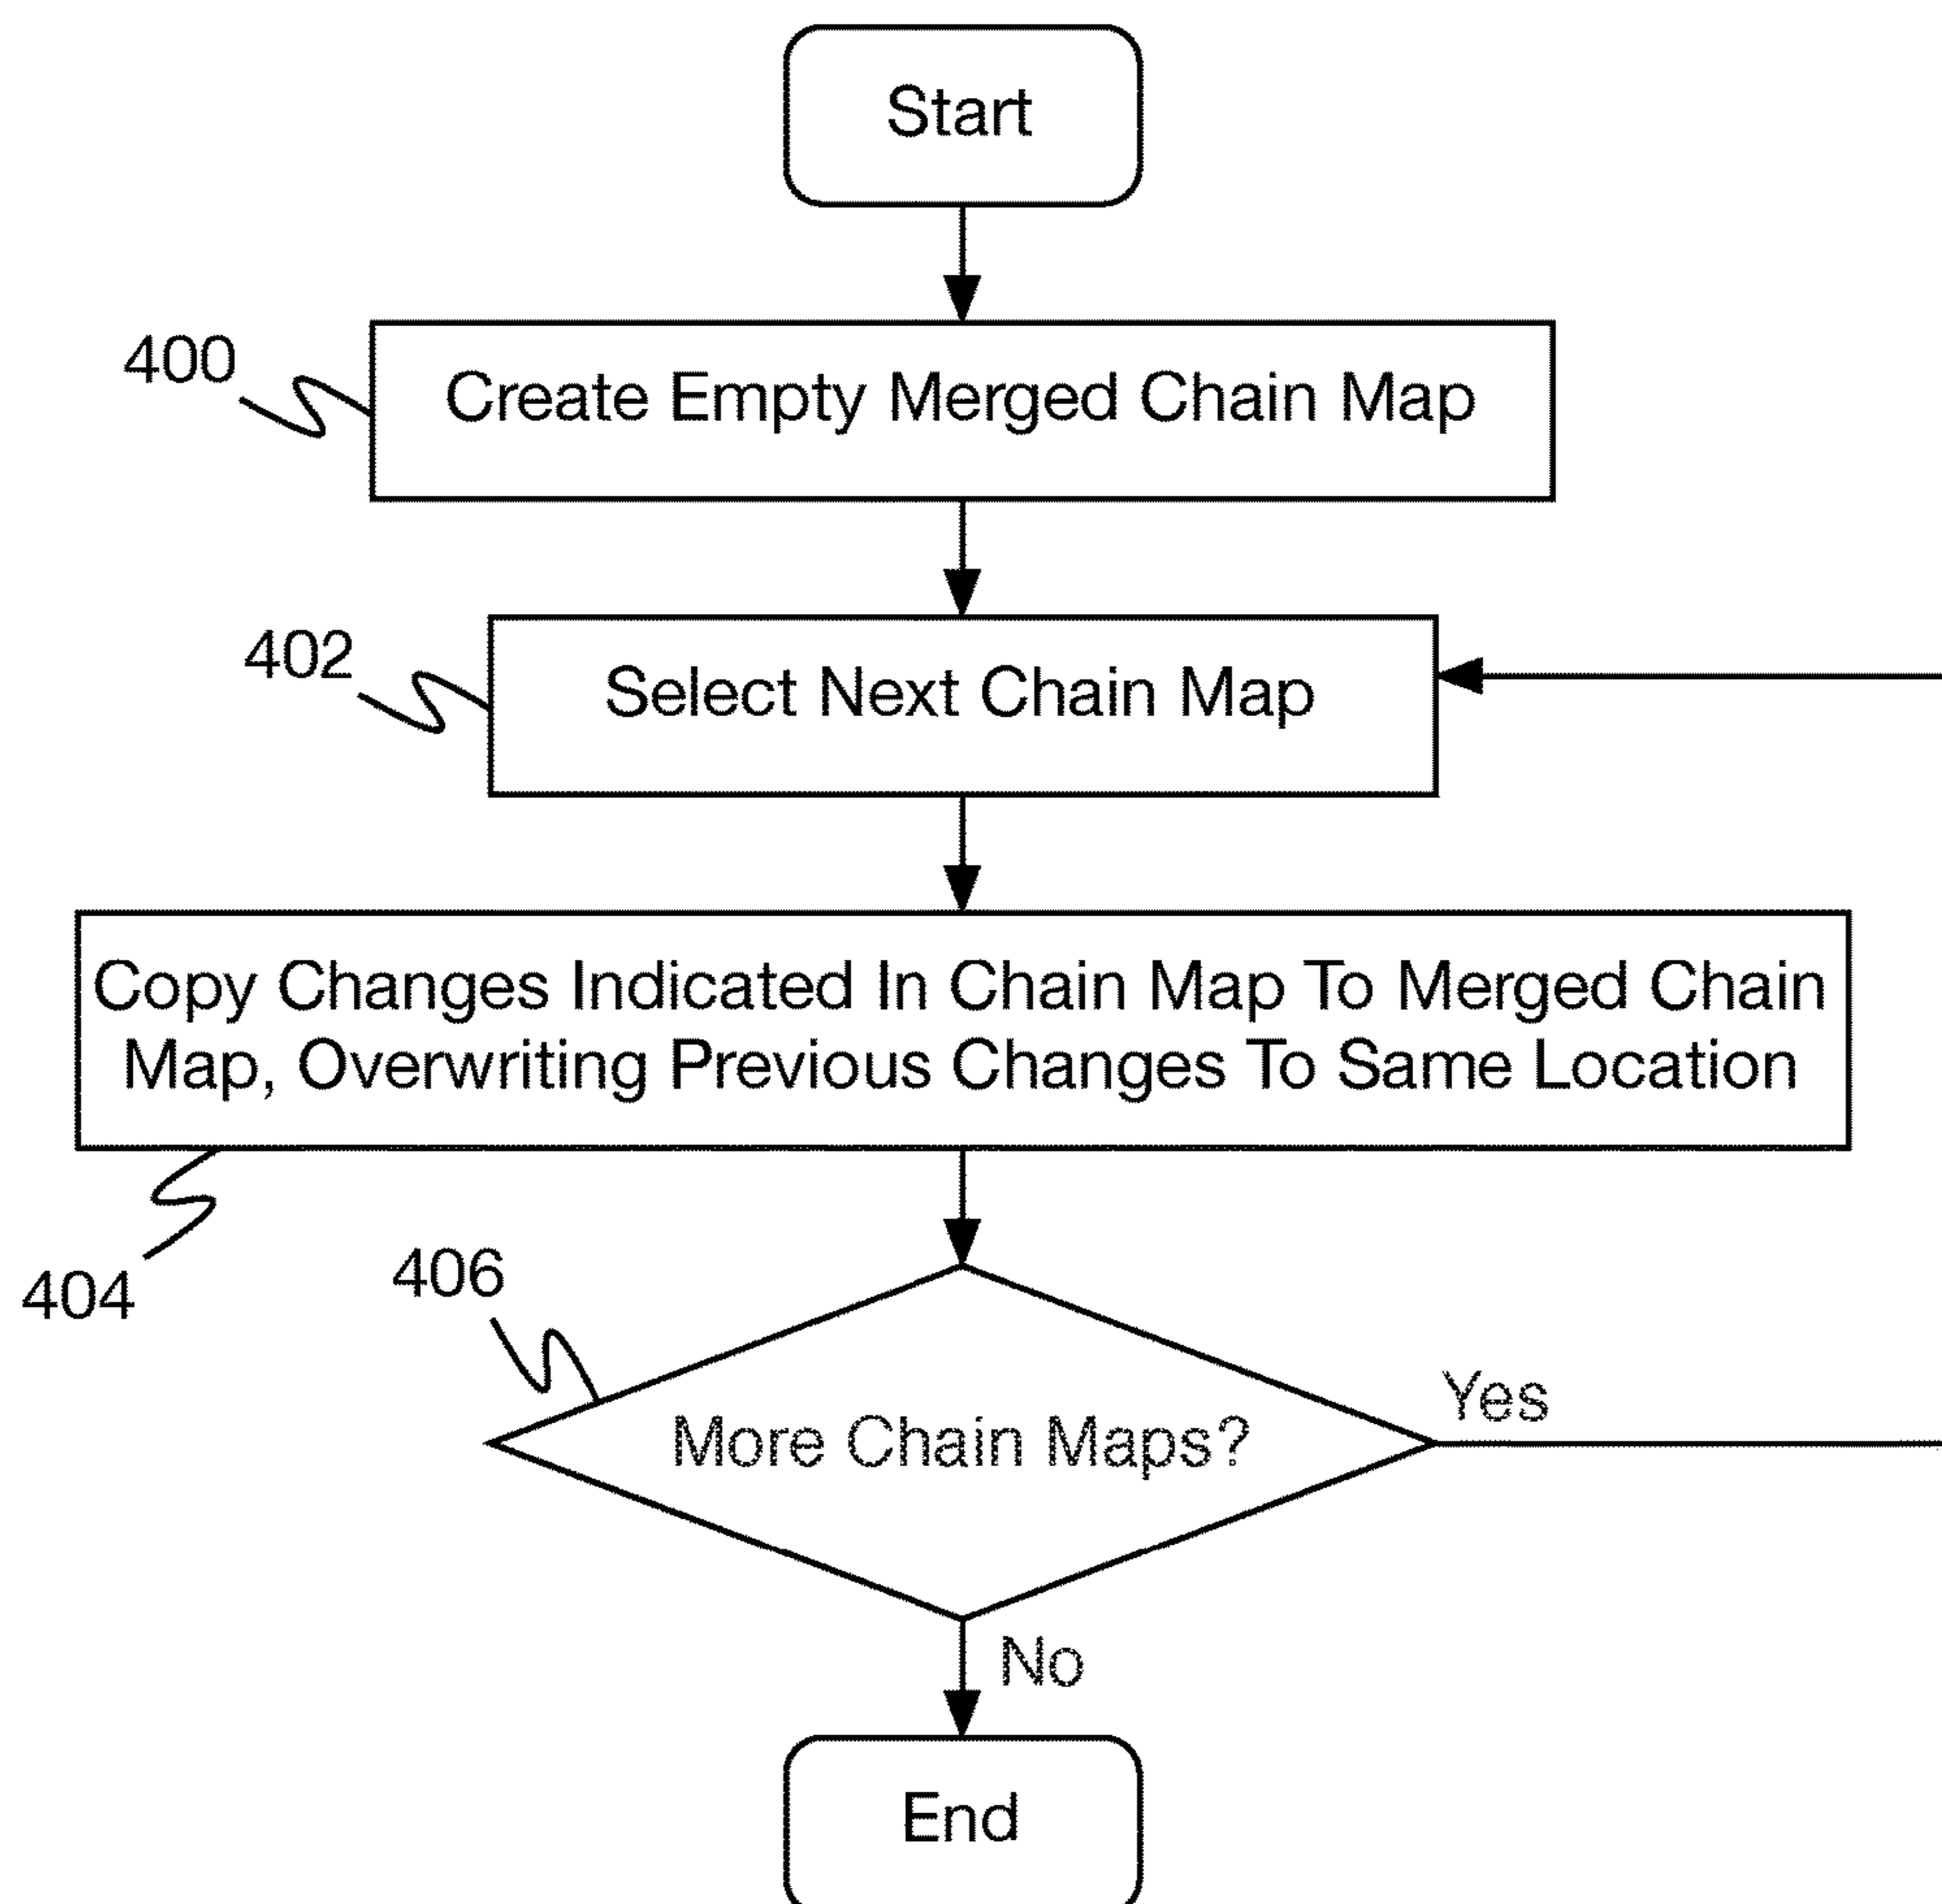 Start
400
Create Empty Merged Chain Map
402
Select Next Chain Map
Copy Changes Indicated In Chain Map To Merged Chain
Map, Overwriting Previous Changes To Same Location
404
406
More Chain Maps?
Yes
No
End